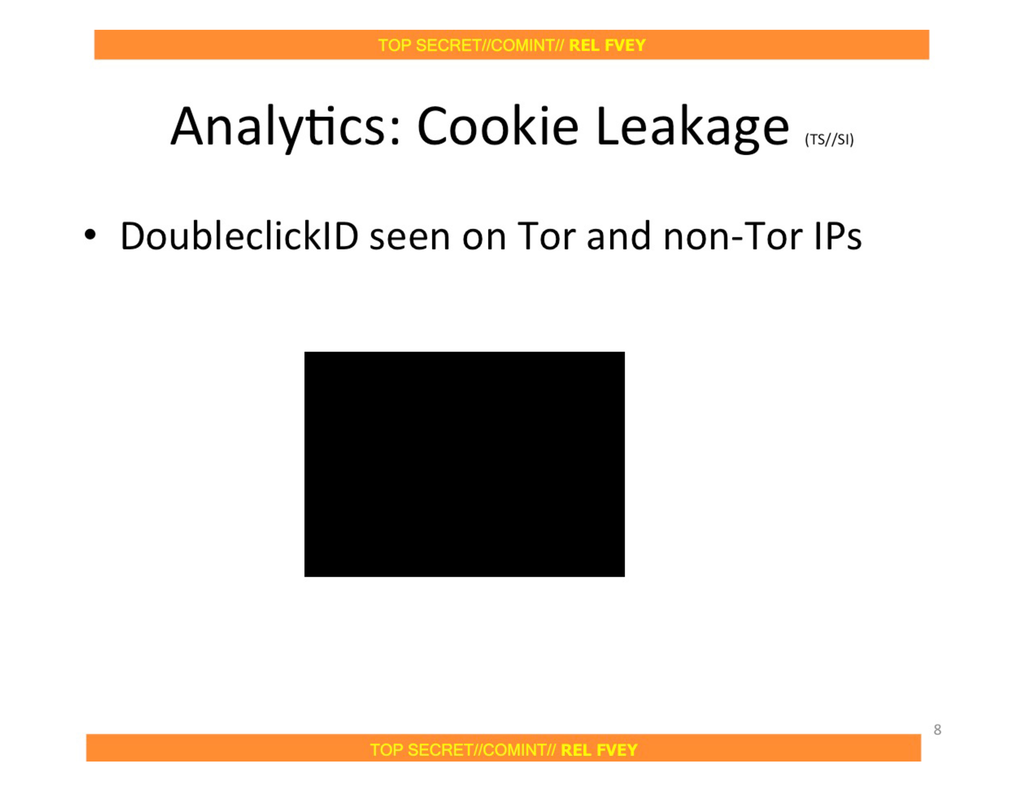 TOP SECRET//COMINT// REL FVEY
Analytics: Cookie Leakage (TS//SI)
• DoubleclickID seen on Tor and non-Tor IPs
8
TOP SECRET//COMINT// REL FVEY